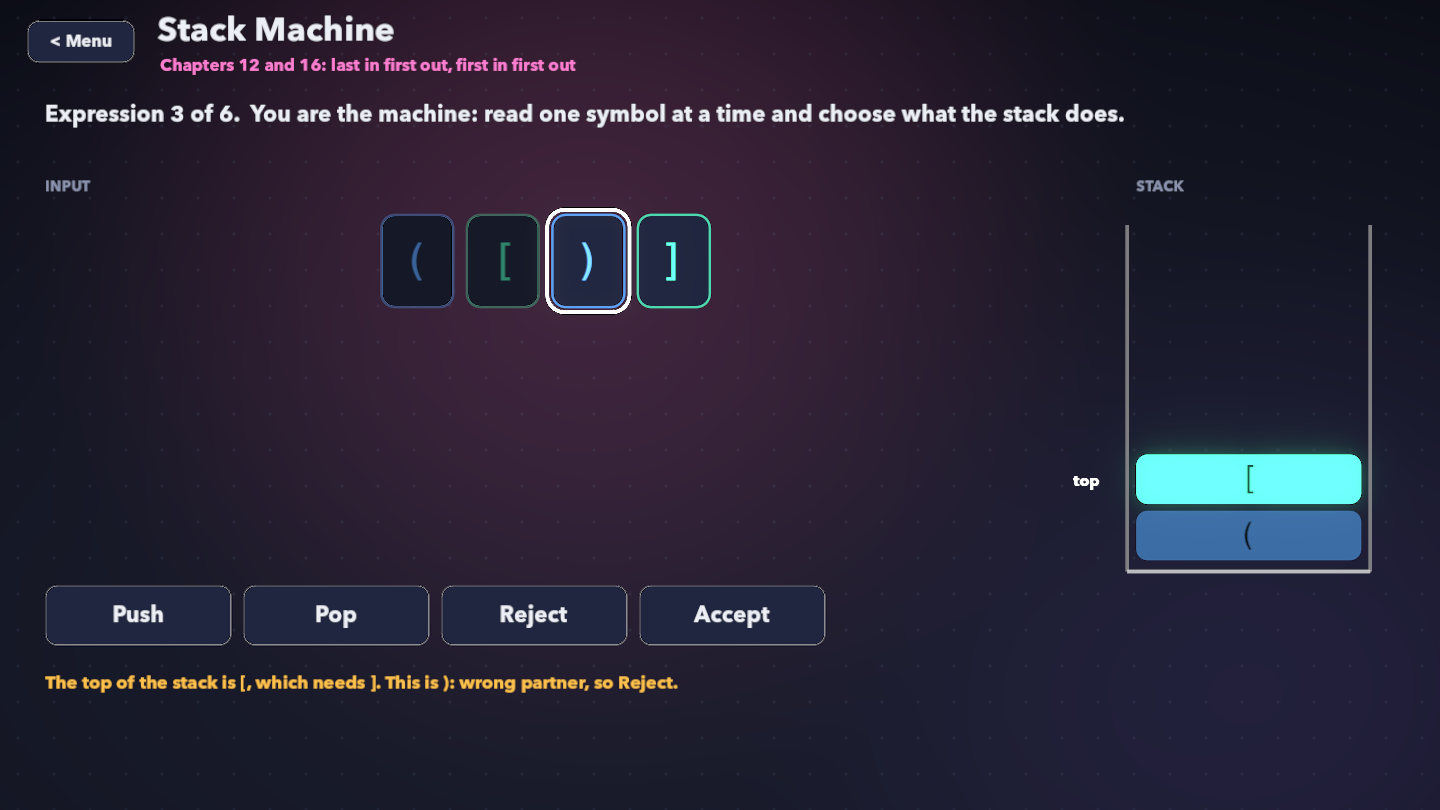 < Menu
Stack Machine
Chapters 12 and 16: last in first out, first in first out
Expression 3 of 6. You are the machine: read one symbol at a time and choose what the stack does.
INPUT
STACK
( [ ) ]
top
[
(
Push Pop Reject Accept
The top of the stack is [, which needs ]. This is ): wrong partner, so Reject.